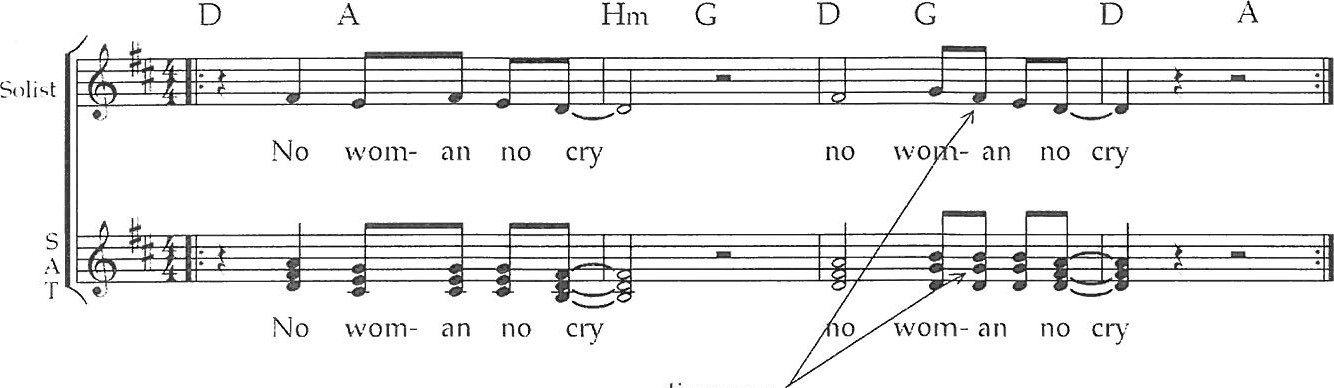 D A Hm G D G D A
Solist
No wom- an no cry no wom- an no cry
S
A
T
No wom- an no cry no wom- an no cry